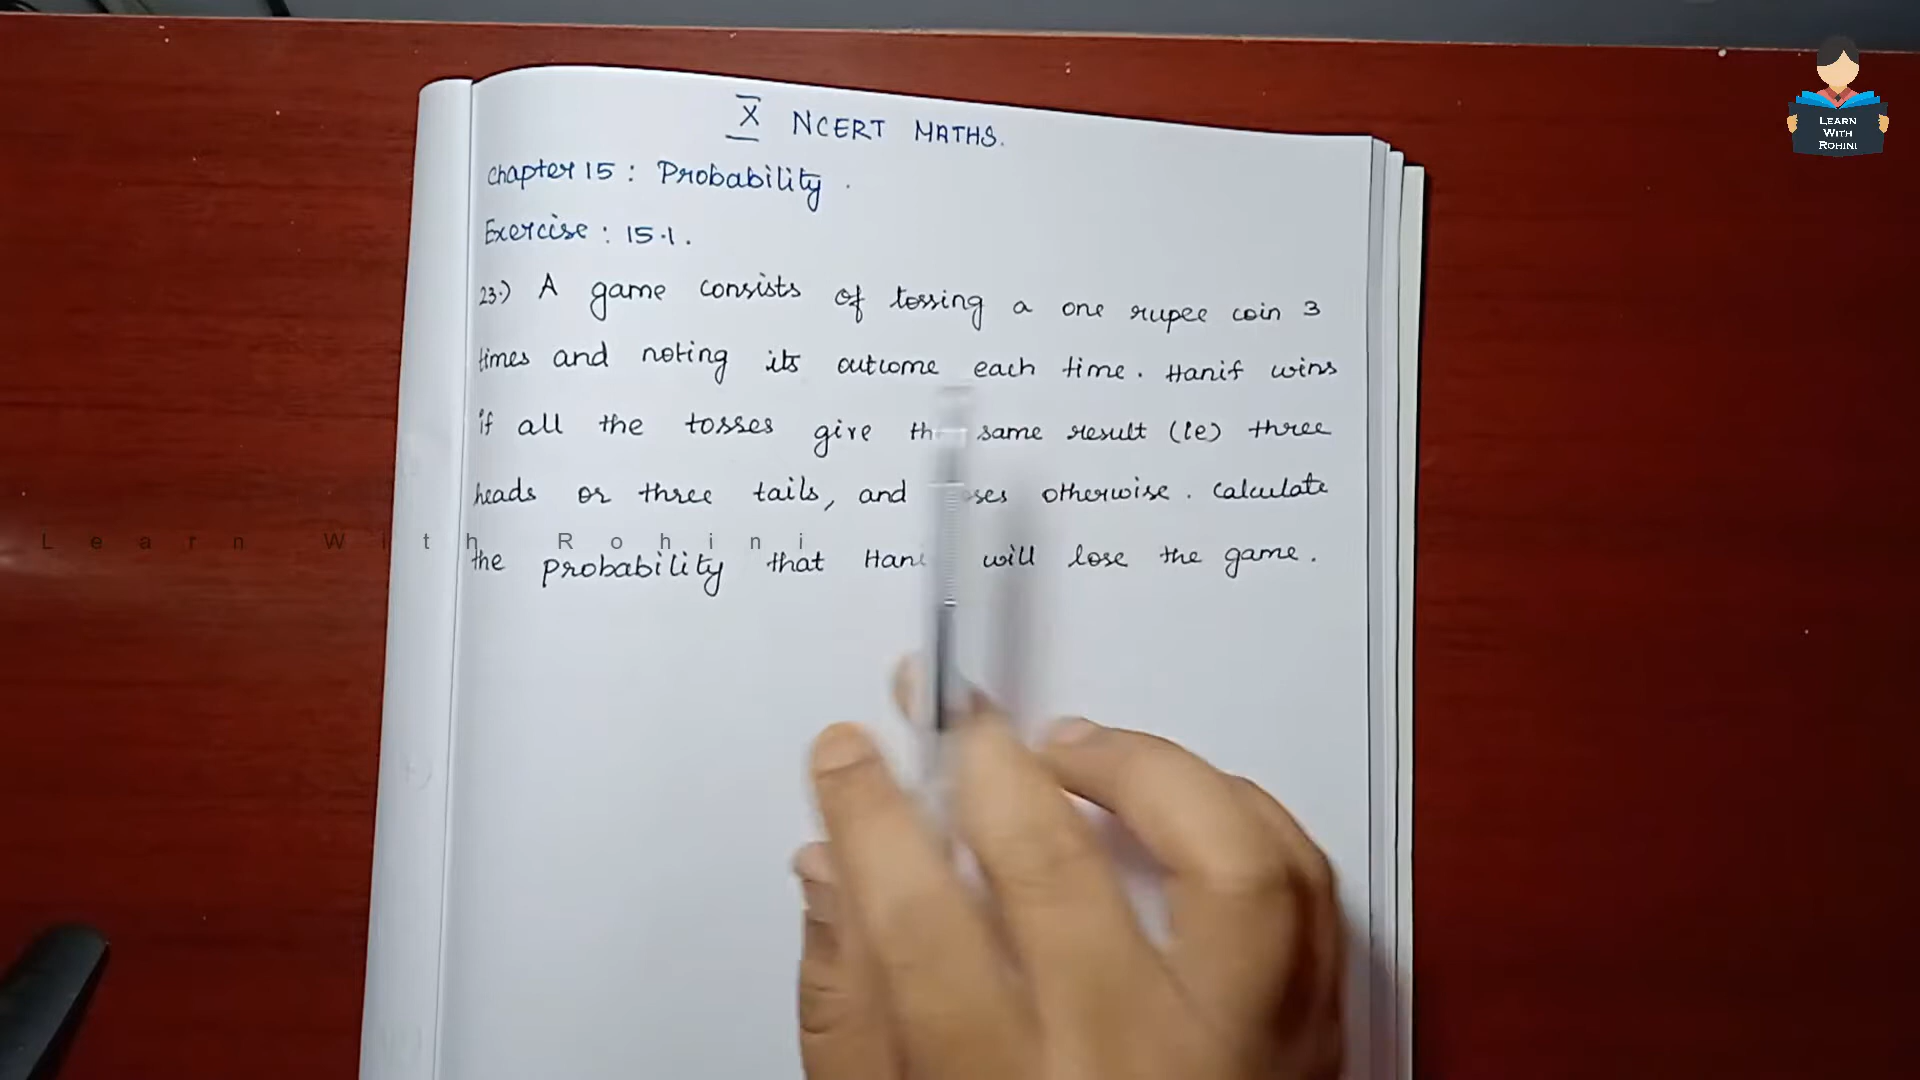 X NCERT MATHS.
Chapter 15 : Probability .
Exercise : 15.1.
23.) A game consists of tossing a one rupee coin 3
times and noting its outcome each time. Hanif wins
if all the tosses give the same result (ie) three
heads or three tails, and otherwise. Calculate
the probability that will lose the game.
Learn With Rohini
LEARN
WITH
ROHINI